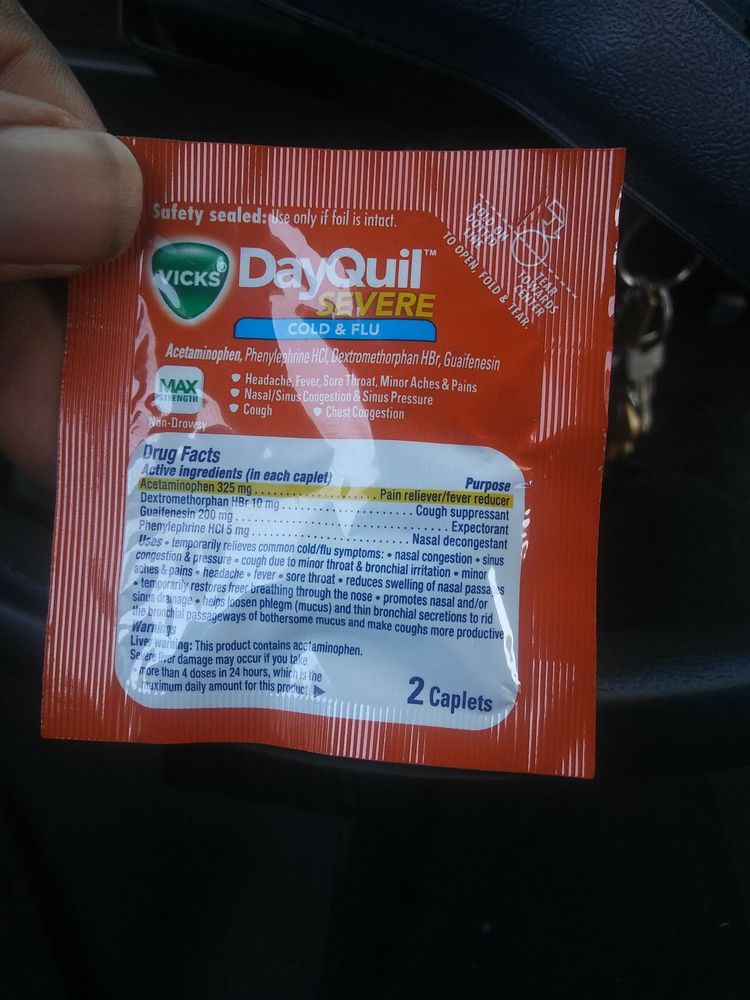 Safety sealed: Use only if foil is intact.
FOLD ON
DOTTED
LINE
TEAR
TOWARDS
CENTER
TO OPEN, FOLD & TEAR.
VICKS®
DayQuil™
SEVERE
COLD & FLU
Acetaminophen, Phenylephrine HCl, Dextromethorphan HBr, Guaifenesin
MAX
STRENGTH
Non-Drowsy
Headache, Fever, Sore Throat, Minor Aches & Pains
Nasal/Sinus Congestion & Sinus Pressure
Cough Chest Congestion
Drug Facts
Active ingredients (in each caplet) Purpose
Acetaminophen 325 mg Pain reliever/fever reducer
Dextromethorphan HBr 10 mg Cough suppressant
Guaifenesin 200 mg Expectorant
Phenylephrine HCl 5 mg Nasal decongestant
Uses • temporarily relieves common cold/flu symptoms: • nasal congestion • sinus
congestion & pressure • cough due to minor throat & bronchial irritation • minor
aches & pains • headache • fever • sore throat • reduces swelling of nasal passages
• temporarily restores freer breathing through the nose • promotes nasal and/or
sinus drainage • helps loosen phlegm (mucus) and thin bronchial secretions to rid
the bronchial passageways of bothersome mucus and make coughs more productive
Warnings
Liver warning: This product contains acetaminophen.
Severe liver damage may occur if you take
• more than 4 doses in 24 hours, which is the
maximum daily amount for this product ▶
2 Caplets